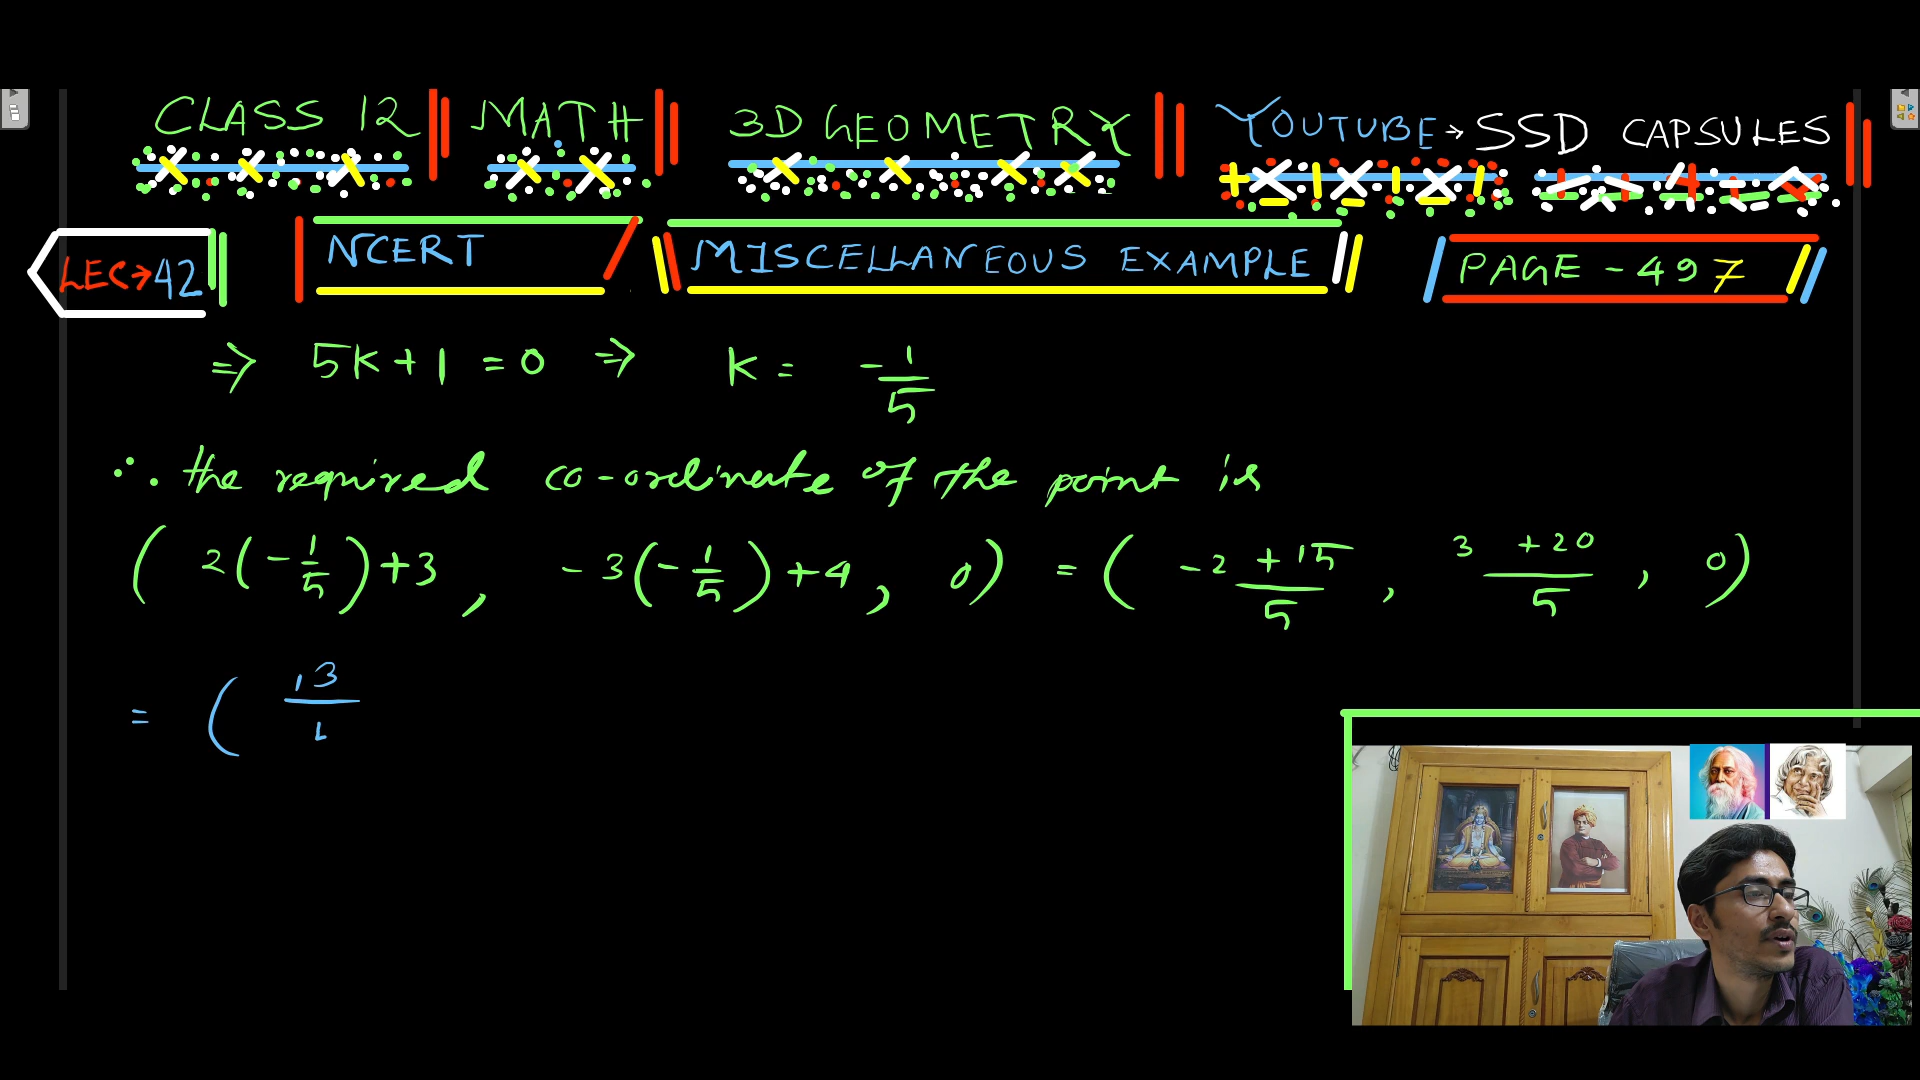 CLASS 12 MATH 3D GEOMETRY YOUTUBE → SSD CAPSULES
LEC→42 NCERT MISCELLANEOUS EXAMPLE PAGE - 497
⇒ 5K+1 = 0 ⇒ K = -1/5
∴ the required co-ordinate of the point is
( 2(-1/5)+3 , -3(-1/5)+4, 0) = ( (-2+15)/5 , (3+20)/5 , 0)
= ( 13/